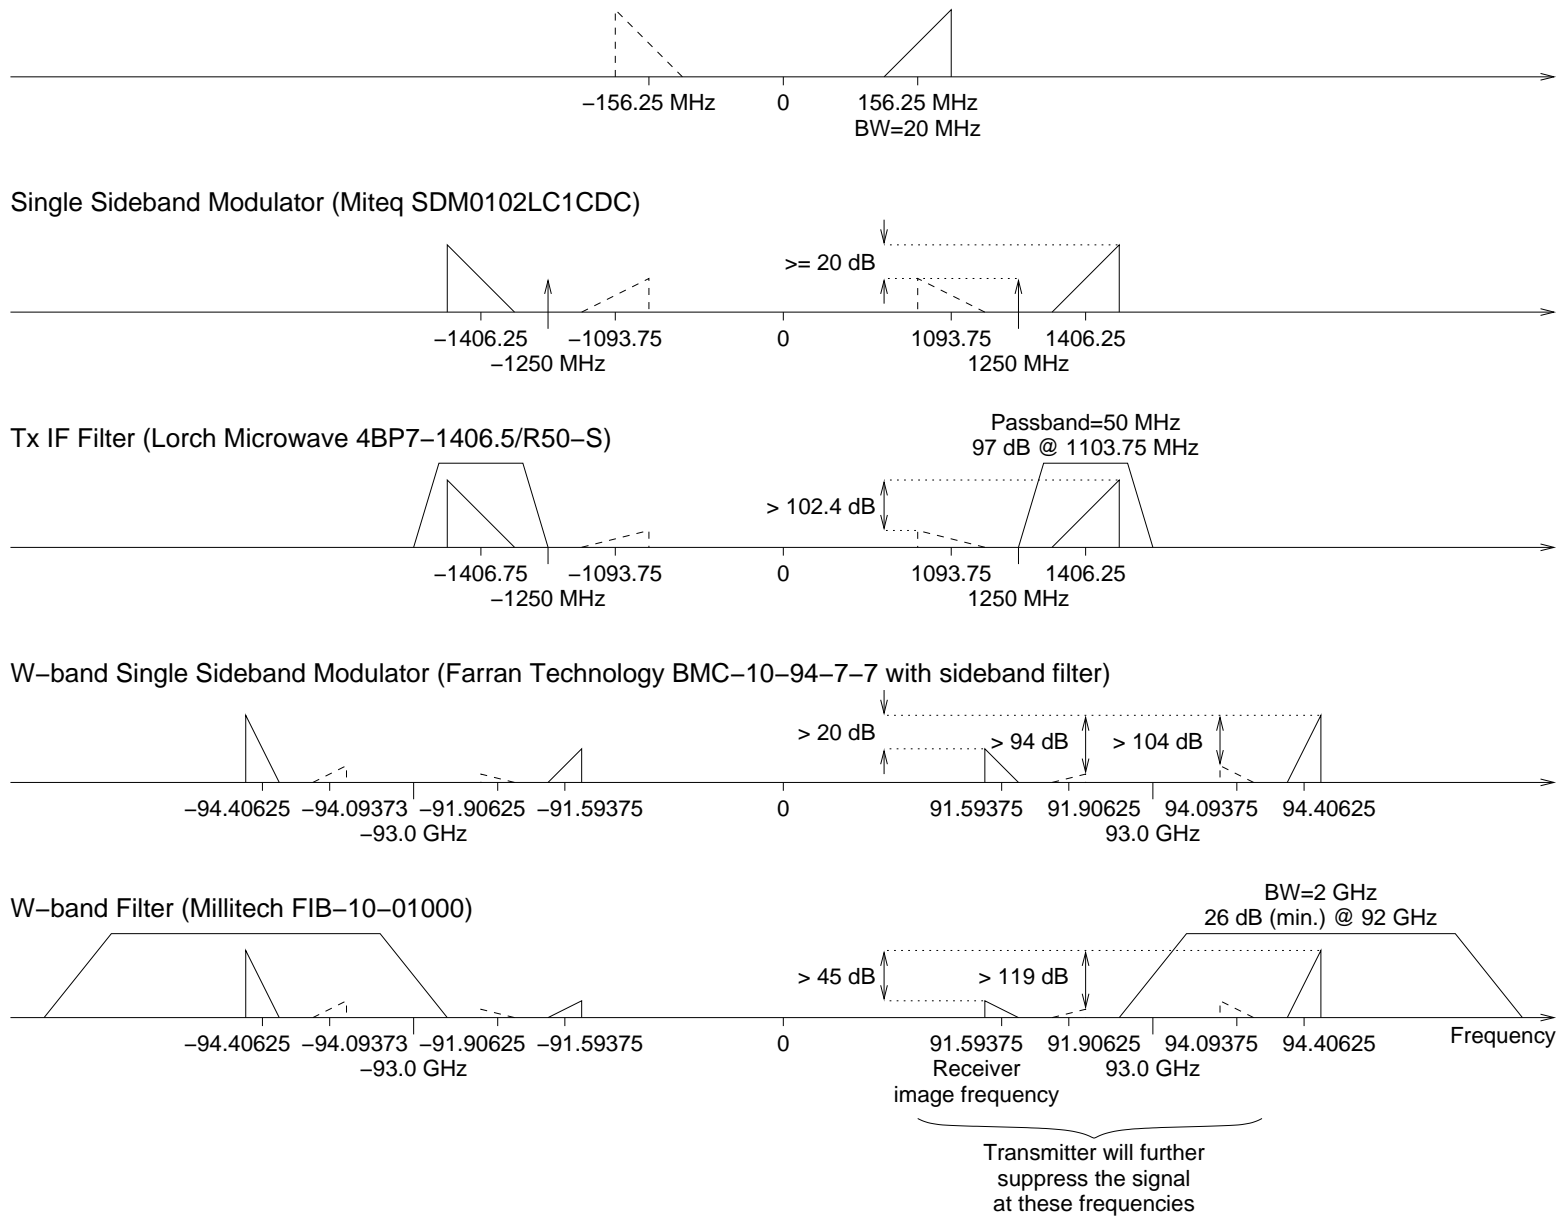 −156.25 MHz 0 156.25 MHz
BW=20 MHz
Single Sideband Modulator (Miteq SDM0102LC1CDC)
>= 20 dB
−1406.25 −1093.75 0 1093.75 1406.25
−1250 MHz 1250 MHz
Passband=50 MHz
Tx IF Filter (Lorch Microwave 4BP7−1406.5/R50−S)
97 dB @ 1103.75 MHz
> 102.4 dB
−1406.75 −1093.75 0 1093.75 1406.25
−1250 MHz 1250 MHz
W−band Single Sideband Modulator (Farran Technology BMC−10−94−7−7 with sideband filter)
> 20 dB > 94 dB > 104 dB
−94.40625 −94.09373 −91.90625 −91.59375 0 91.59375 91.90625 94.09375 94.40625
−93.0 GHz 93.0 GHz
BW=2 GHz
W−band Filter (Millitech FIB−10−01000)
26 dB (min.) @ 92 GHz
> 45 dB > 119 dB
−94.40625 −94.09373 −91.90625 −91.59375 0 91.59375 91.90625 94.09375 94.40625 Frequency
−93.0 GHz Receiver 93.0 GHz
image frequency
Transmitter will further
suppress the signal
at these frequencies